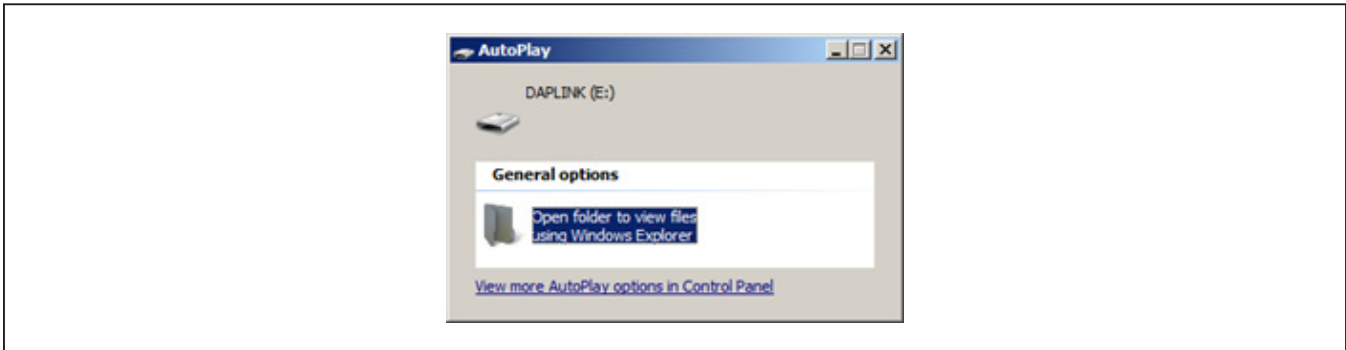 AutoPlay
DAPLINK (E:)
General options
Open folder to view files
using Windows Explorer
View more AutoPlay options in Control Panel